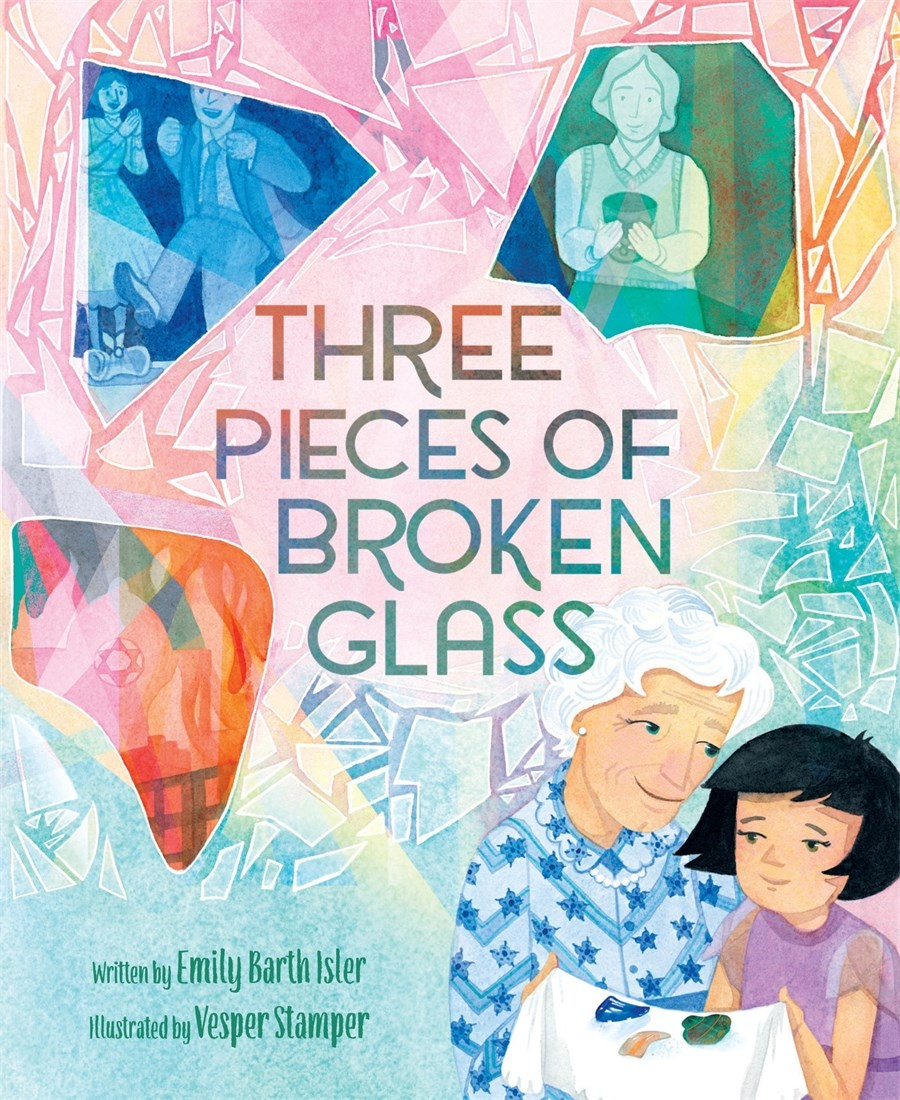 THREE
PIECES OF
BROKEN
GLASS
Written by Emily Barth Isler
Illustrated by Vesper Stamper